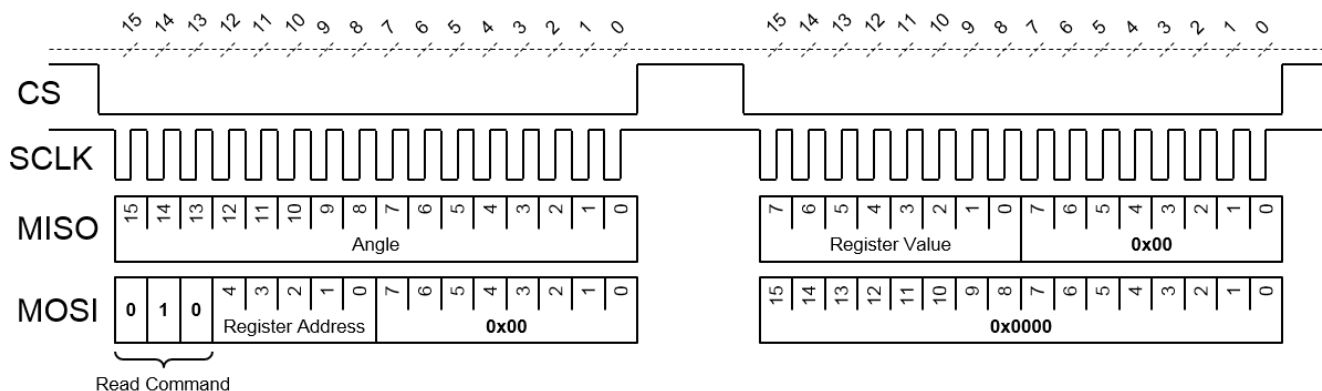 15 14 13 12 11 10 9 8 7 6 5 4 3 2 1 0 15 14 13 12 11 10 9 8 7 6 5 4 3 2 1 0
CS
SCLK
MISO 15 14 13 12 11 10 9 8 7 6 5 4 3 2 1 0 7 6 5 4 3 2 1 0 7 6 5 4 3 2 1 0
Angle Register Value 0x00
MOSI 0 1 0 4 3 2 1 0 7 6 5 4 3 2 1 0 15 14 13 12 11 10 9 8 7 6 5 4 3 2 1 0
Register Address 0x00 0x0000
Read Command